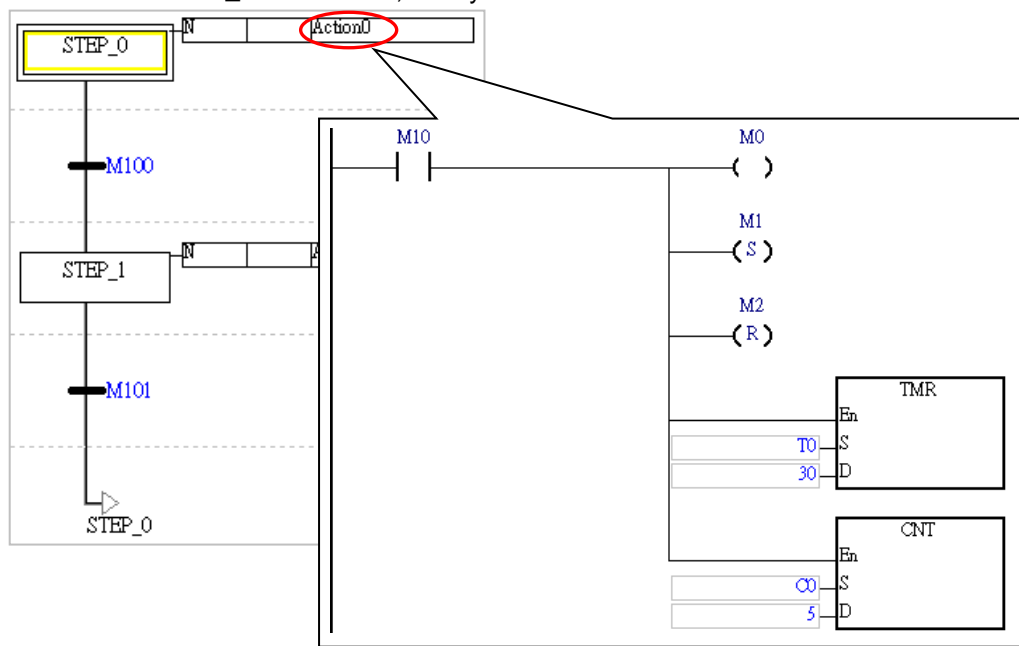 N Action0
STEP_0
M100
N
STEP_1
M101
STEP_0
M10 M0
M1
S
M2
R
TMR
En
T0 S
30 D
CNT
En
C0 S
5 D